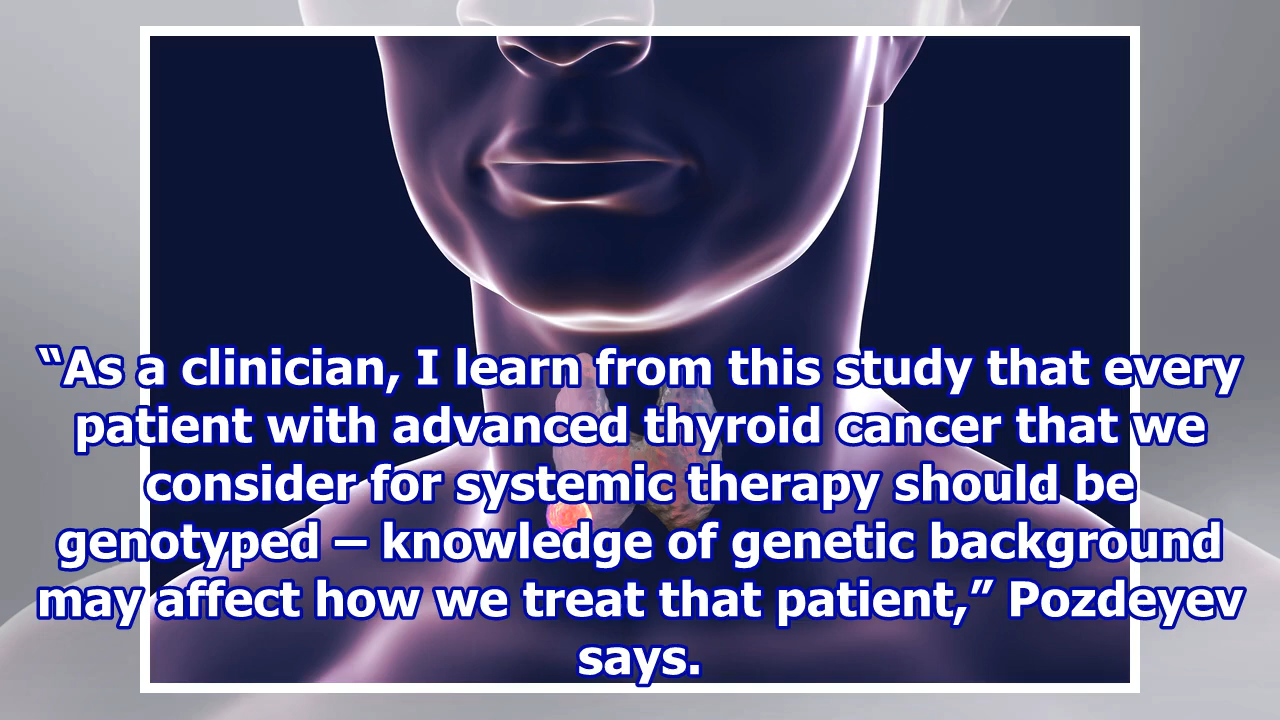 “As a clinician, I learn from this study that every
patient with advanced thyroid cancer that we
consider for systemic therapy should be
genotyped – knowledge of genetic background
may affect how we treat that patient,” Pozdeyev
says.